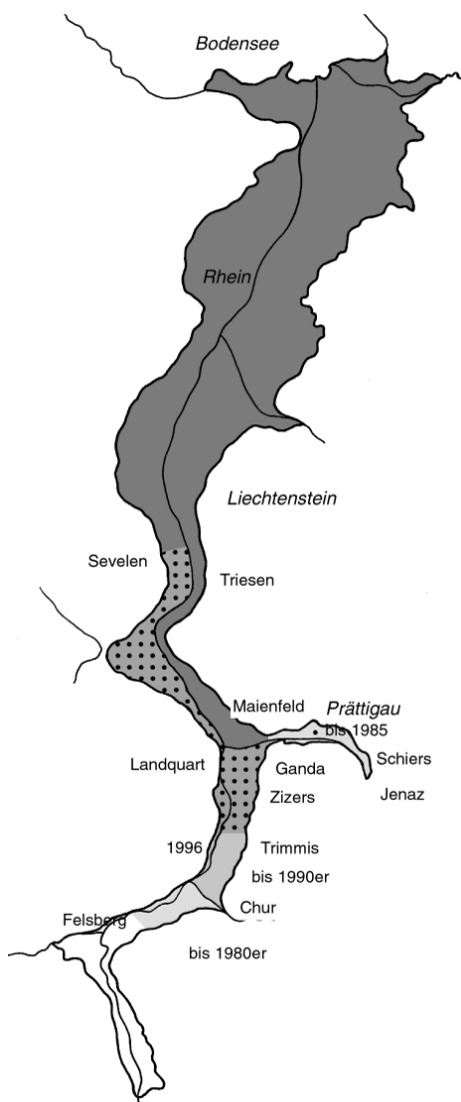 Bodensee
Rhein
Liechtenstein
Sevelen
Triesen
Maienfeld
Prättigau
bis 1985
Schiers
Landquart
Ganda
Jenaz
Zizers
1996
Trimmis
bis 1990er
Chur
Felsberg
bis 1980er